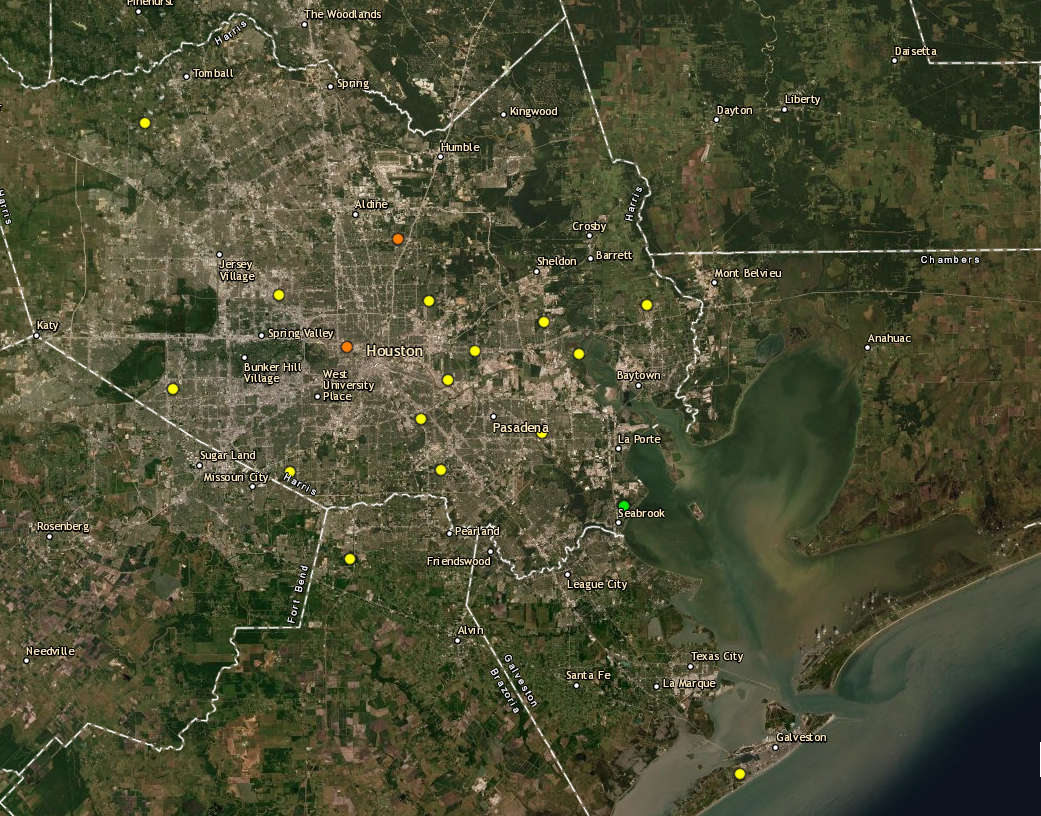 Pinehurst
The Woodlands
Harris
Daisetta
Tomball
Spring
Liberty
Dayton
Kingwood
Humble
Harris
Harris
Aldine
Crosby
Barrett
Chambers
Sheldon
Jersey
Village
Mont Belvieu
Katy
Spring Valley
Anahuac
Houston
Bunker Hill
Village
West
University
Place
Baytown
Pasadena
La Porte
Sugar Land
Missouri City
Harris
Seabrook
Rosenberg
Pearland
Friendswood
League City
Fort Bend
Alvin
Needville
Texas City
Galveston
Brazoria
Santa Fe
La Marque
Galveston